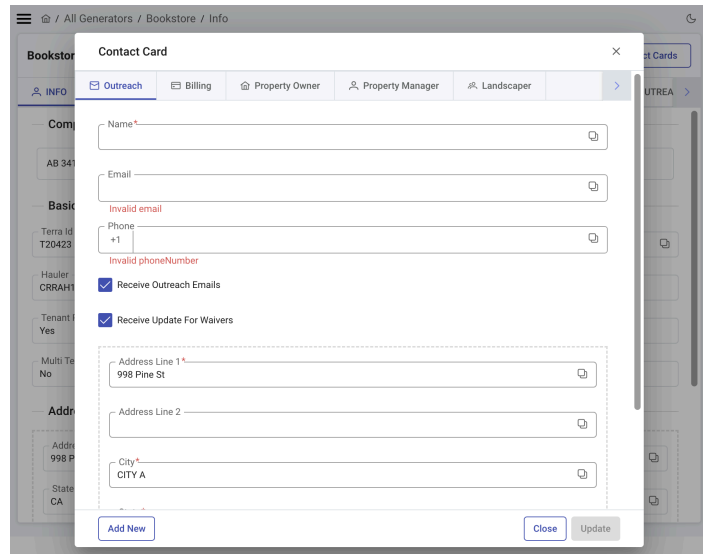 / All Generators / Bookstore / Info
Contact Card
Outreach
Billing
Property Owner
Property Manager
Landscaper
Name*
Email
Invalid email
Phone
+1
Invalid phoneNumber
Receive Outreach Emails
Receive Update For Waivers
Address Line 1*
998 Pine St
Address Line 2
City*
CITY A
Add New
Close
Update
Bookstor
ct Cards
INFO
UTREA
Comp
AB 341
Basic
Terra Id
T20423
Hauler
CRRAH1
Tenant
Yes
Multi Te
No
Addre
Addre
998 P
State
CA